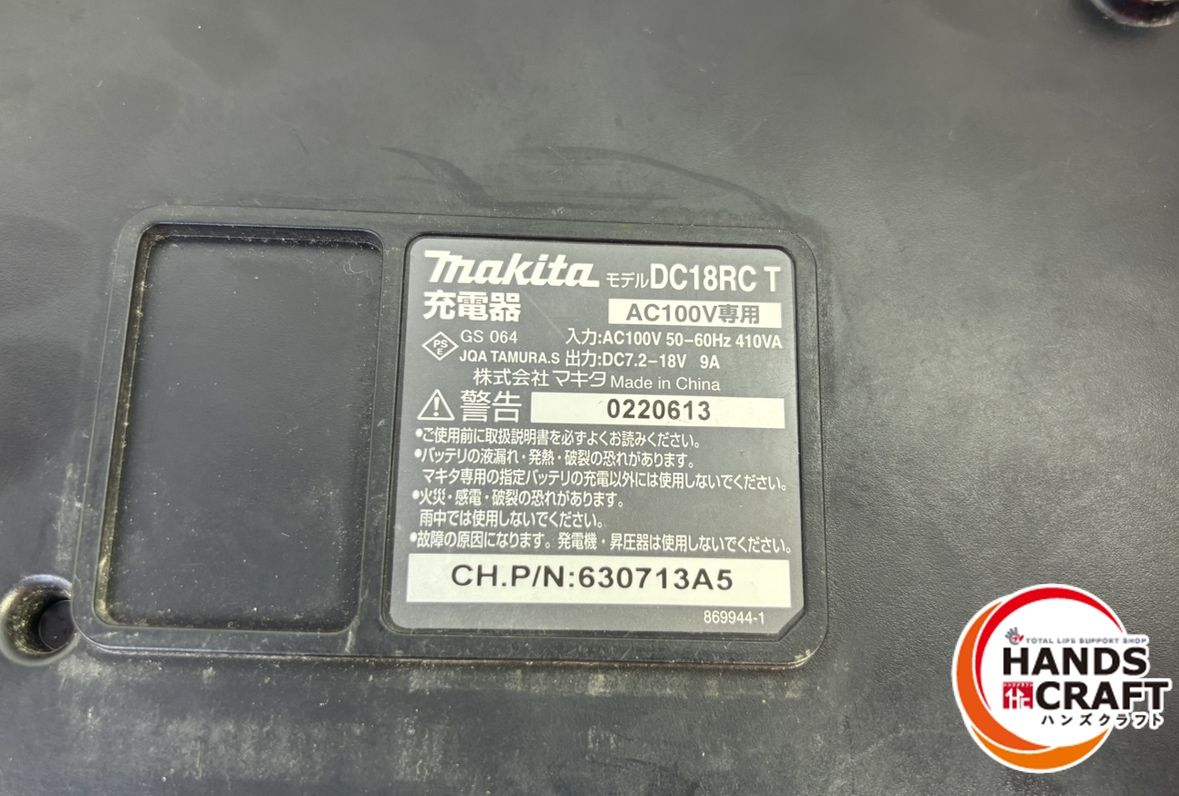 makita モデル DC18RC T
充電器 AC100V専用
PS E GS 064 入力:AC100V 50-60Hz 410VA
JQA TAMURA.S 出力:DC7.2-18V 9A
株式会社マキタ Made in China
警告 0220613
•ご使用前に取扱説明書を必ずよくお読みください。
•バッテリの液漏れ・発熱・破裂の恐れがあります。
マキタ専用の指定バッテリの充電以外には使用しないでください。
•火災・感電・破裂の恐れがあります。
雨中では使用しないでください。
•故障の原因になります。発電機・昇圧器は使用しないでください。
CH.P/N:630713A5
869944-1
TOTAL LIFE SUPPORT SHOP
HANDS
CRAFT
ハンズクラフト